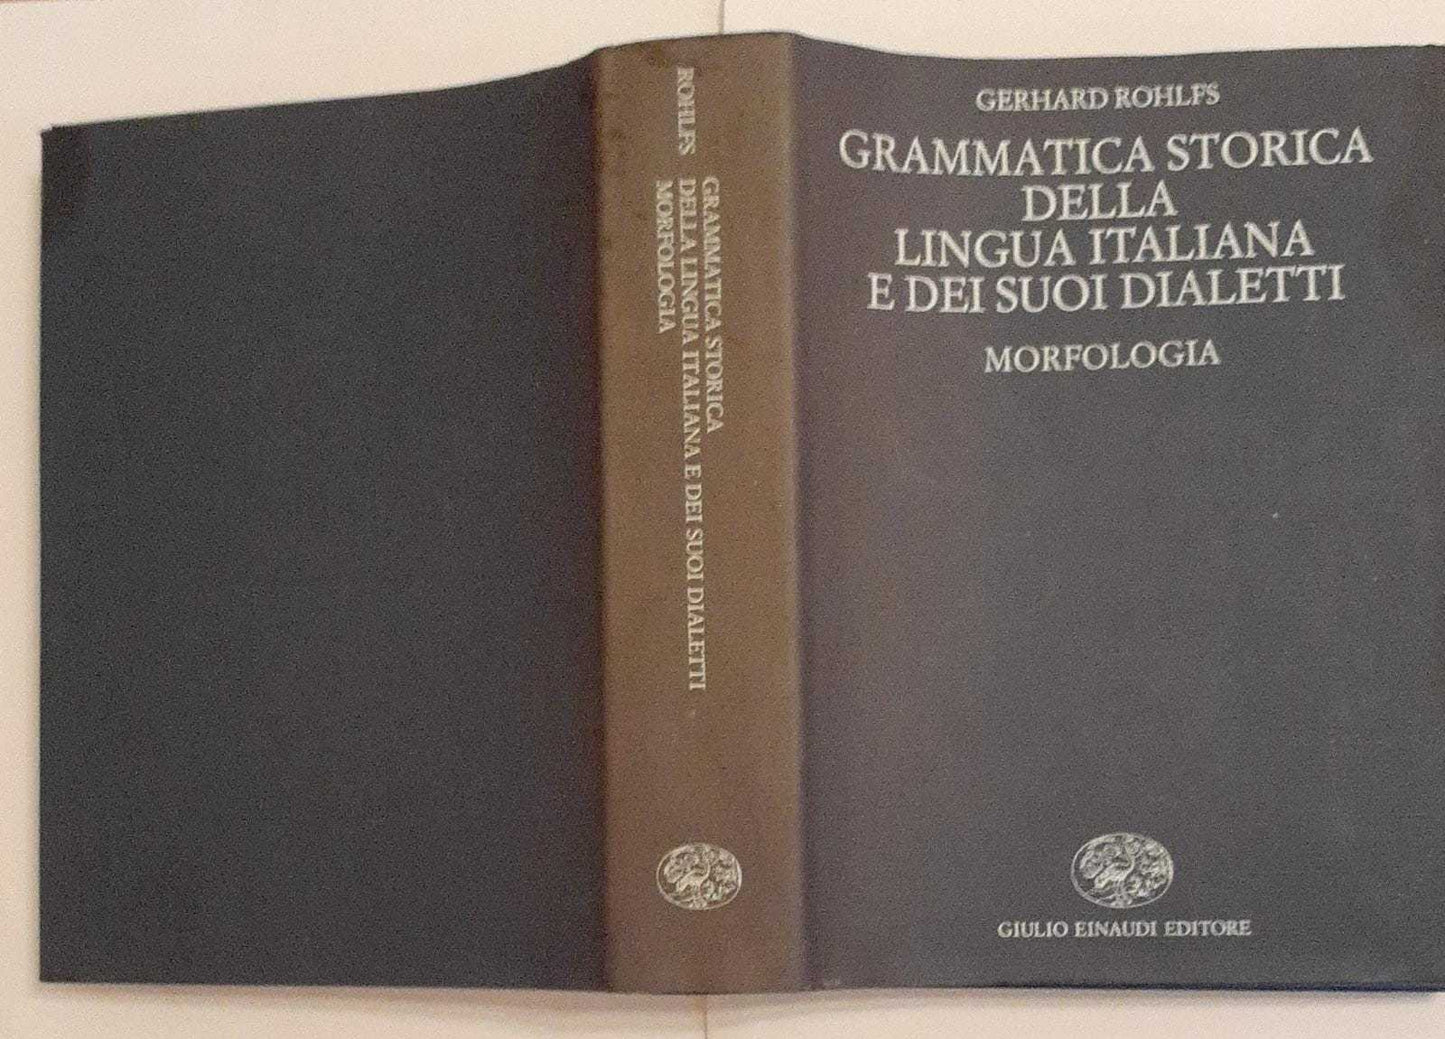 ROHLFS
GRAMMATICA STORICA
DELLA LINGUA ITALIANA E DEI SUOI DIALETTI
MORFOLOGIA
GERHARD ROHLFS
GRAMMATICA STORICA
DELLA
LINGUA ITALIANA
E DEI SUOI DIALETTI
MORFOLOGIA
GIULIO EINAUDI EDITORE